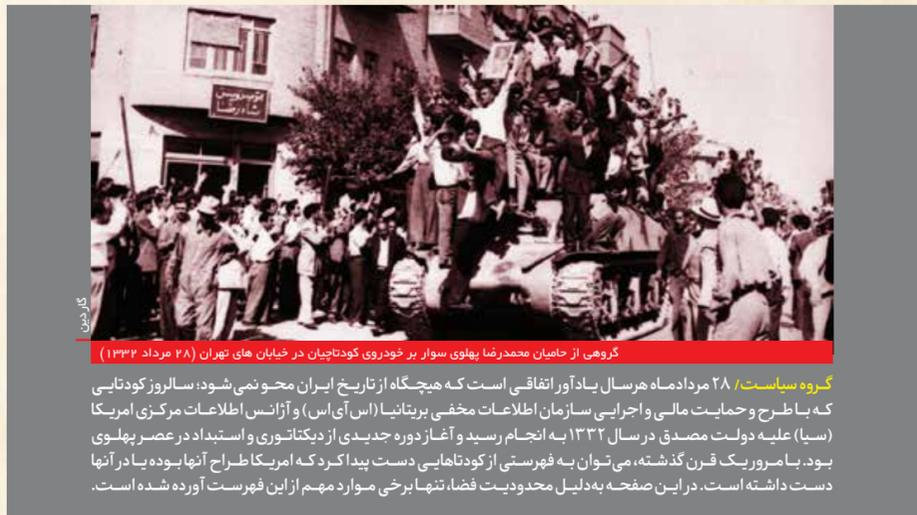 اتوسرویس
شاهرضا
گاردین
گروهی از حامیان محمدرضا پهلوی سوار بر خودروی کودتاچیان در خیابان های تهران (۲۸ مرداد ۱۳۳۲)
گروه سیاست/ ۲۸ مردادماه هرسال یادآور اتفاقی است که هیچگاه از تاریخ ایران محو نمی‌شود؛ سالروز کودتایی
که با طرح و حمایت مالی و اجرایی سازمان اطلاعات مخفی بریتانیا (اس‌آی‌اس) و آژانس اطلاعات مرکزی امریکا
(سیا) علیه دولت مصدق در سال ۱۳۳۲ به انجام رسید و آغاز دوره جدیدی از دیکتاتوری و استبداد در عصر پهلوی
بود. با مرور یک قرن گذشته، می‌توان به فهرستی از کودتاهایی دست پیدا کرد که امریکا طراح آنها بوده یا در آنها
دست داشته است. در این صفحه به‌دلیل محدودیت فضا، تنها برخی موارد مهم از این فهرست آورده شده است.